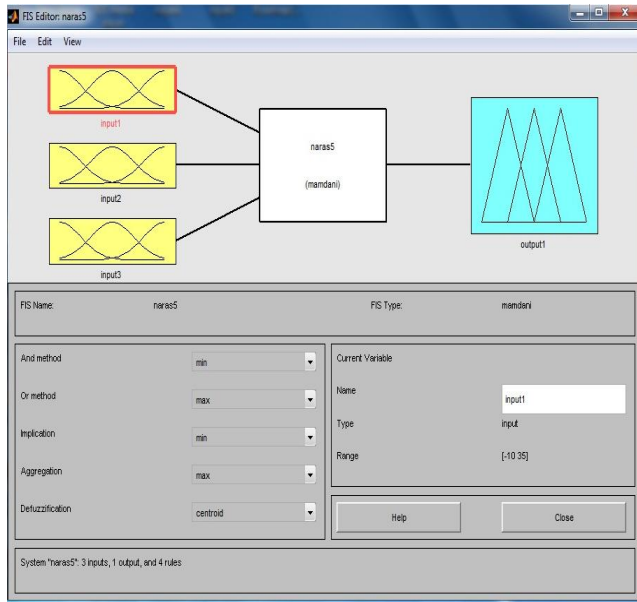 FIS Editor: naras5
File Edit View
input1
input2
input3
naras5
(mamdani)
output1
FIS Name: naras5 FIS Type: mamdani
And method min
Or method max
Implication min
Aggregation max
Defuzzification centroid
Current Variable
Name input1
Type input
Range [-10 35]
Help Close
System "naras5": 3 inputs, 1 output, and 4 rules